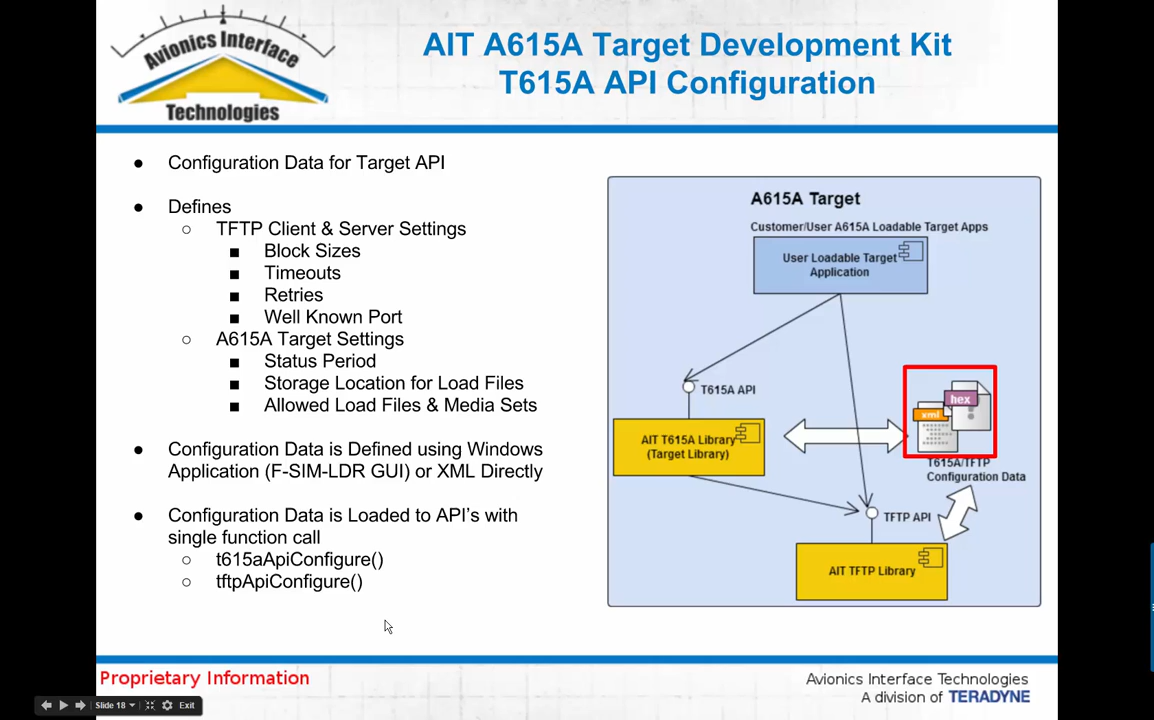 Avionics Interface
Technologies
AIT A615A Target Development Kit
T615A API Configuration
● Configuration Data for Target API
● Defines
○ TFTP Client & Server Settings
■ Block Sizes
■ Timeouts
■ Retries
■ Well Known Port
○ A615A Target Settings
■ Status Period
■ Storage Location for Load Files
■ Allowed Load Files & Media Sets
● Configuration Data is Defined using Windows
Application (F-SIM-LDR GUI) or XML Directly
● Configuration Data is Loaded to API's with
single function call
○ t615aApiConfigure()
○ tftpApiConfigure()
A615A Target
Customer/User A615A Loadable Target Apps
User Loadable Target
Application
T615A API
hex
xml
AIT T615A Library
(Target Library)
T615A/TFTP
Configuration Data
TFTP API
AIT TFTP Library
Proprietary Information
Avionics Interface Technologies
A division of TERADYNE
Slide 18
Exit